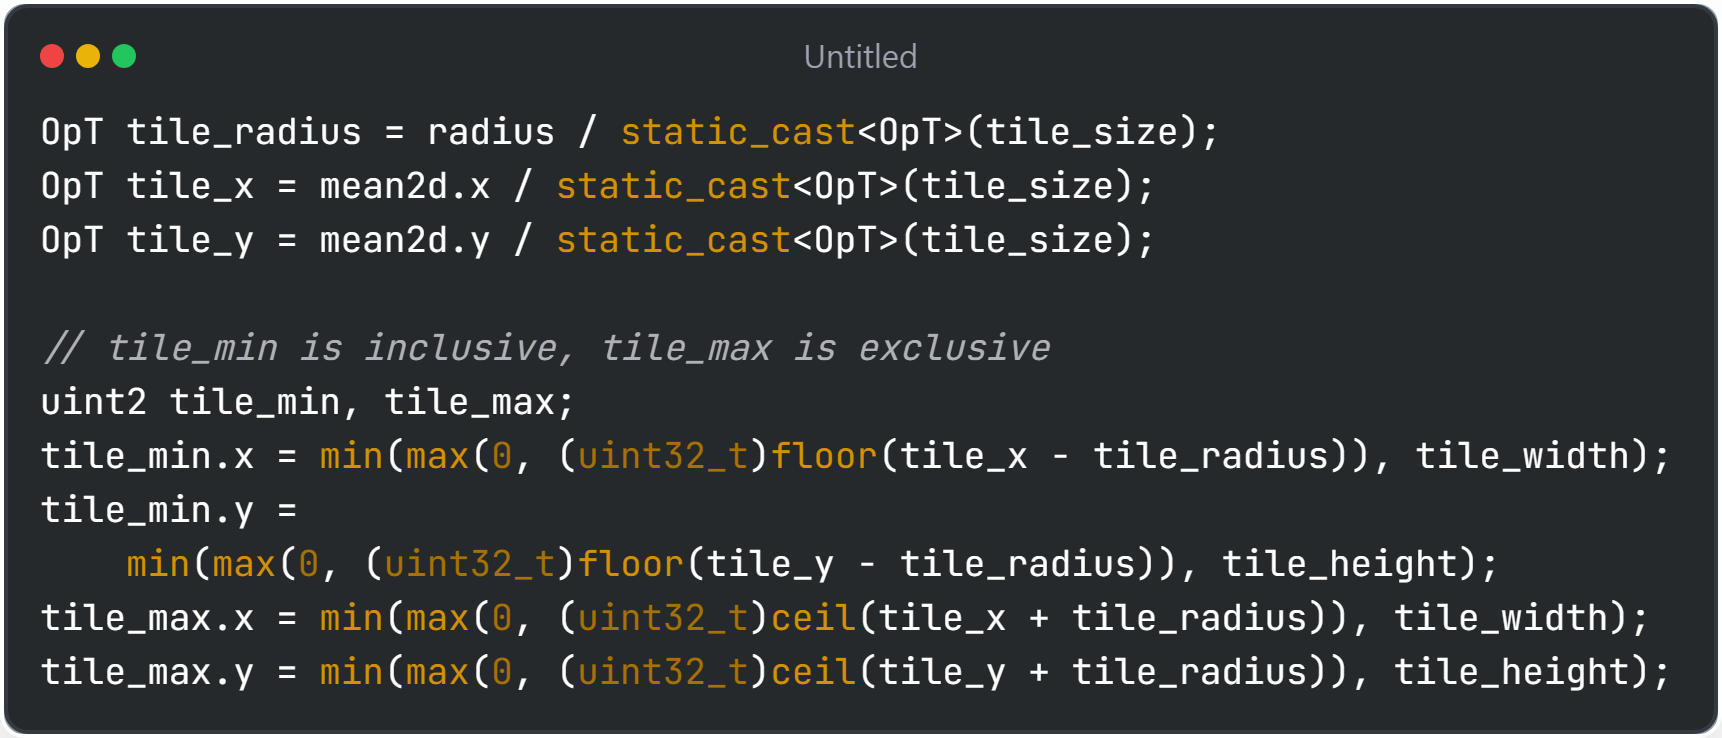 Untitled
OpT tile_radius = radius / static_cast<OpT>(tile_size);
OpT tile_x = mean2d.x / static_cast<OpT>(tile_size);
OpT tile_y = mean2d.y / static_cast<OpT>(tile_size);
// tile_min is inclusive, tile_max is exclusive
uint2 tile_min, tile_max;
tile_min.x = min(max(0, (uint32_t)floor(tile_x - tile_radius)), tile_width);
tile_min.y =
    min(max(0, (uint32_t)floor(tile_y - tile_radius)), tile_height);
tile_max.x = min(max(0, (uint32_t)ceil(tile_x + tile_radius)), tile_width);
tile_max.y = min(max(0, (uint32_t)ceil(tile_y + tile_radius)), tile_height);